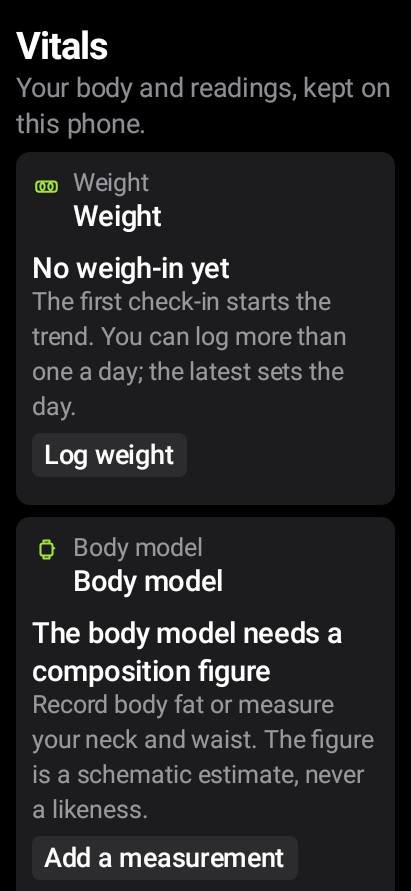 Vitals
Your body and readings, kept on
this phone.
Weight
Weight
No weigh-in yet
The first check-in starts the
trend. You can log more than
one a day; the latest sets the
day.
Log weight
Body model
Body model
The body model needs a
composition figure
Record body fat or measure
your neck and waist. The figure
is a schematic estimate, never
a likeness.
Add a measurement